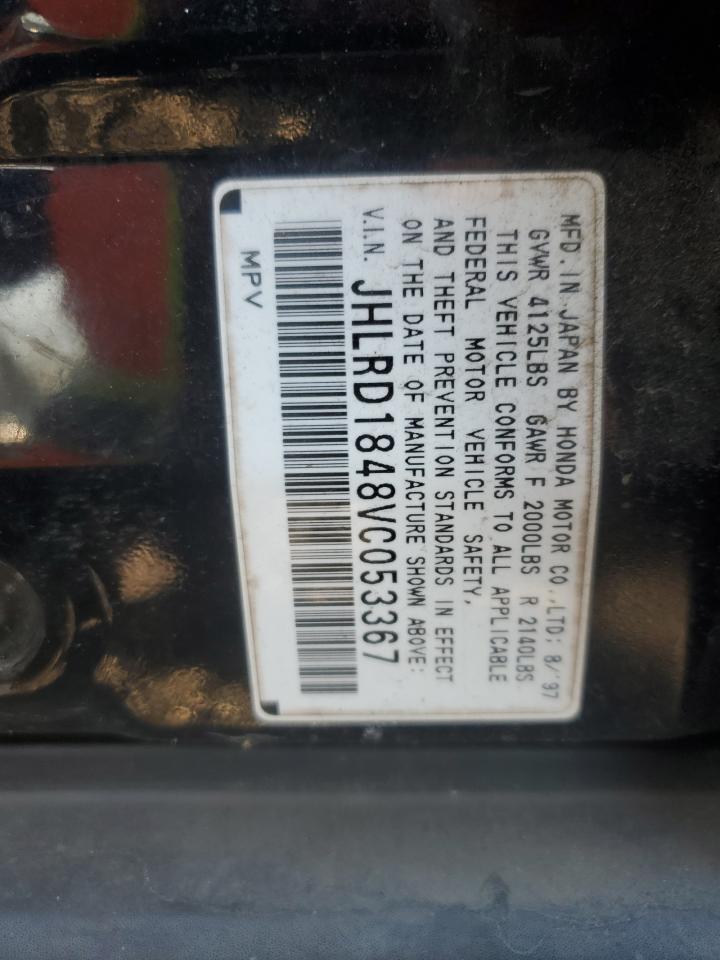 MFD. IN JAPAN BY HONDA MOTOR CO.,LTD; 8/'97
GVWR 4125LBS GAWR F 2000LBS R 2140LBS
THIS VEHICLE CONFORMS TO ALL APPLICABLE
FEDERAL MOTOR VEHICLE SAFETY,
AND THEFT PREVENTION STANDARDS IN EFFECT
ON THE DATE OF MANUFACTURE SHOWN ABOVE:
V.I.N. JHLRD1848VC053367
MPV